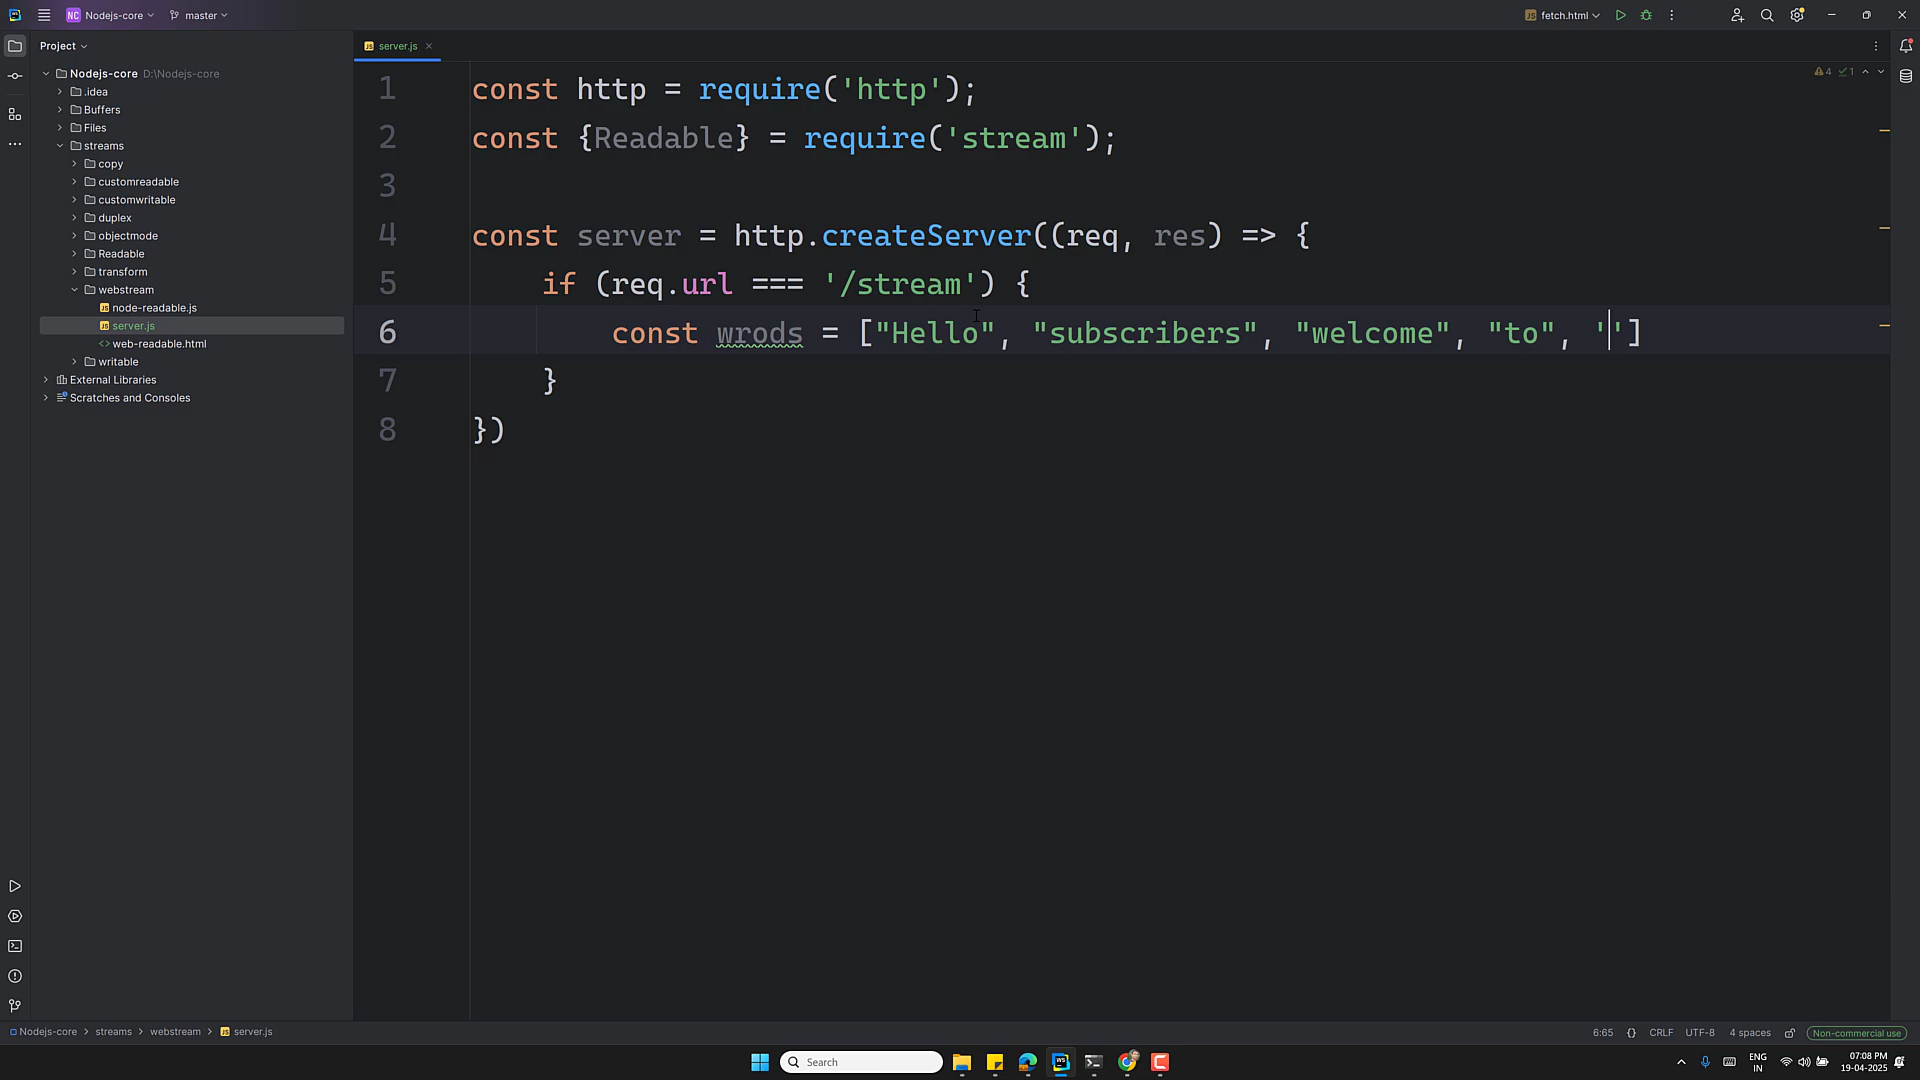 NC Nodejs-core master
fetch.html
Project
server.js
Nodejs-core D:\Nodejs-core
.idea
Buffers
Files
streams
copy
customreadable
customwritable
duplex
objectmode
Readable
transform
webstream
node-readable.js
server.js
web-readable.html
writable
External Libraries
Scratches and Consoles
4 1
1 const http = require('http');
2 const {Readable} = require('stream');
3
4 const server = http.createServer((req, res) => {
5 if (req.url === '/stream') {
6 const wrods = ["Hello", "subscribers", "welcome", "to", '']
7 }
8 })
Nodejs-core > streams > webstream > server.js
6:65 {} CRLF UTF-8 4 spaces Non-commercial use
Search
ENG
IN
07:08 PM
19-04-2025